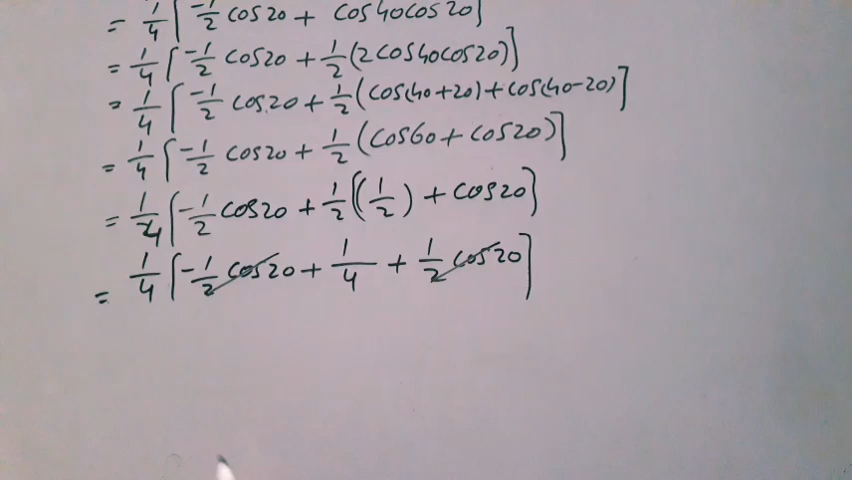 = 1/4 [ -1/2 cos20 + cos40cos20]
= 1/4 [ -1/2 cos20 + 1/2 (2cos40cos20)]
= 1/4 [ -1/2 cos20 + 1/2 (cos(40+20) + cos(40-20)]
= 1/4 [ -1/2 cos20 + 1/2 (cos60 + cos20)]
= 1/4 [ -1/2 cos20 + 1/2 [(1/2) + cos20]
= 1/4 [ -1/2 cos20 + 1/4 + 1/2 cos20]